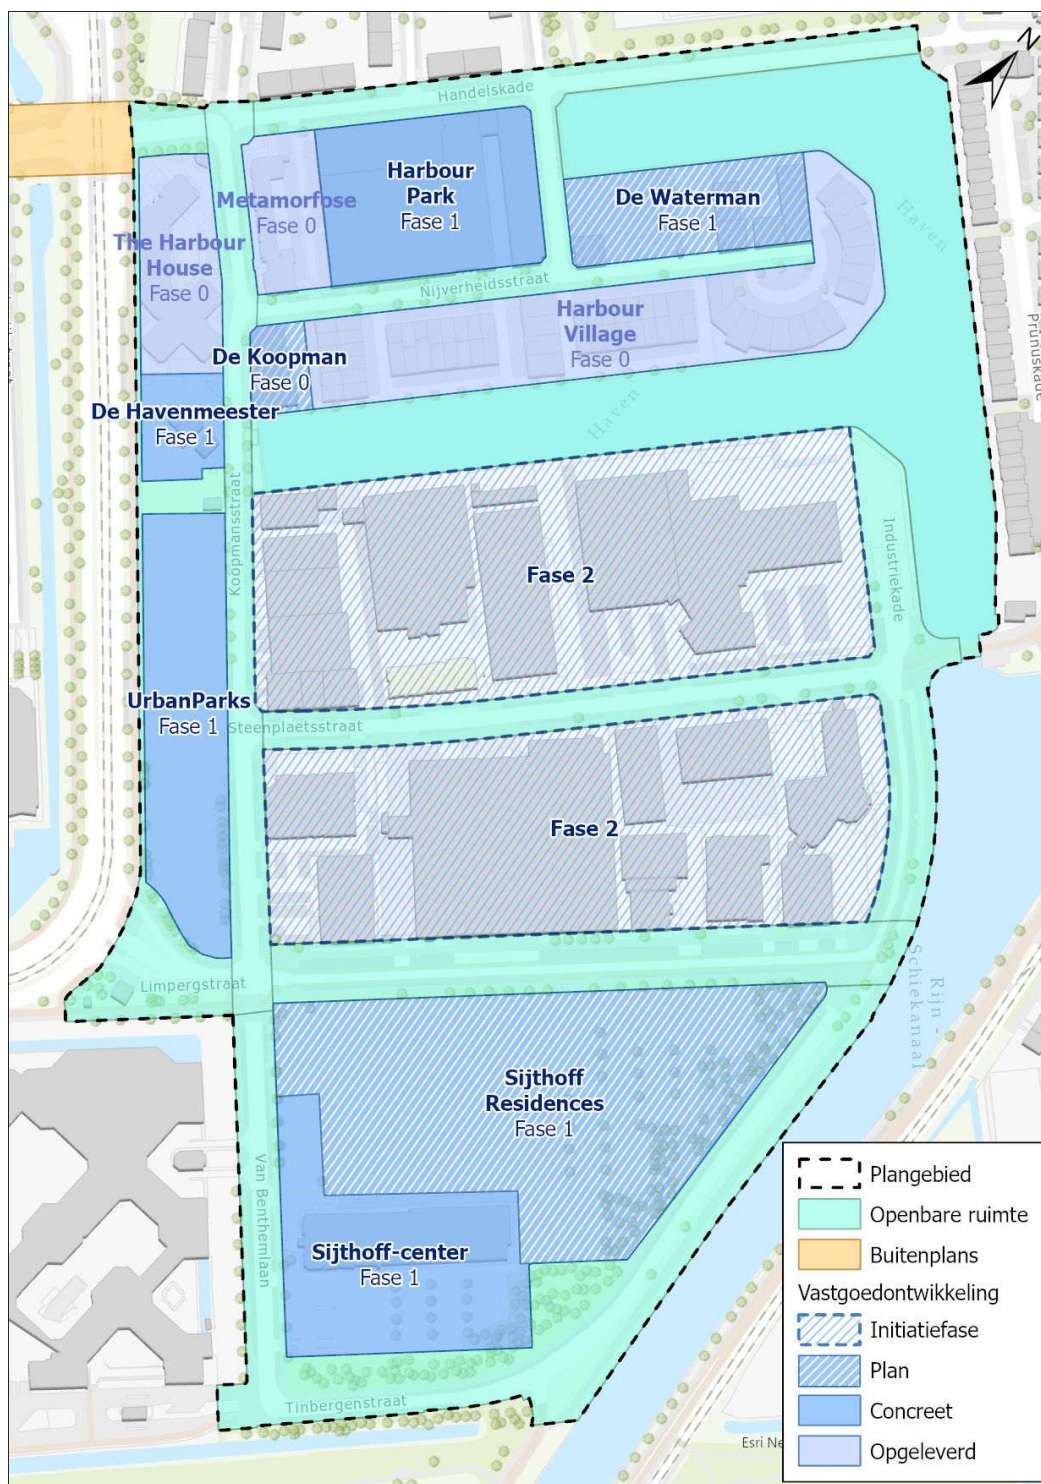 N
Handelskade
Harbour
Park
Fase 1
Metamorfose
Fase 0
De Waterman
Fase 1
Haven
The Harbour
House
Fase 0
Nijverheidsstraat
Harbour
Village
Fase 0
Prunuskade
De Koopman
Fase 0
Haven
De Havenmeester
Fase 1
Koopmansstraat
Industriekade
Fase 2
UrbanParks
Fase 1
Steenplaetsstraat
Fase 2
Limpergstraat
Rijn -
Schiekanaal
Sijthoff
Residences
Fase 1
Van Benthemlaan
Sijthoff-center
Fase 1
Tinbergenstraat
Plangebied
Openbare ruimte
Buitenplans
Vastgoedontwikkeling
Initiatiefase
Plan
Concreet
Opgeleverd
Esri Ne